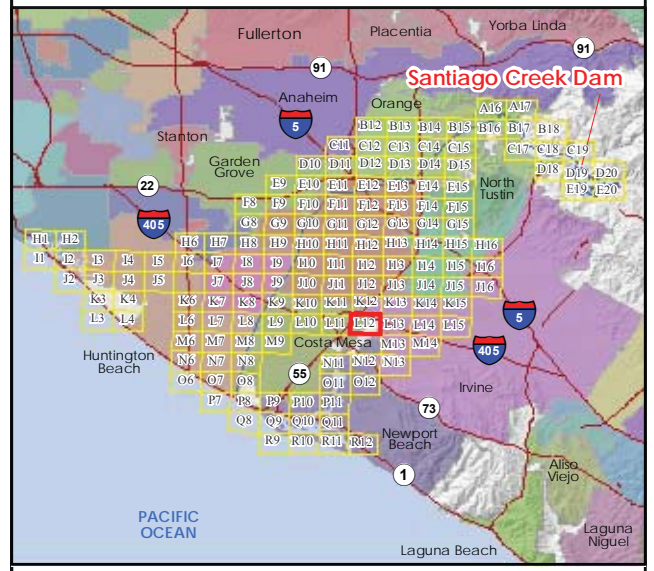 Fullerton
Placentia
Yorba Linda
91
91
Santiago Creek Dam
Anaheim
Orange
A16 A17
5
B12 B13 B14 B15 B16 B17 B18
Stanton
C11 C12 C13 C14 C15 C17 C18 C19
Garden
Grove
D10 D11 D12 D13 D14 D15 D18 D19 D20
22
E9 E10 E11 E12 E13 E14 E15 E19 E20
North
Tustin
F8 F9 F10 F11 F12 F13 F14 F15
405
G8 G9 G10 G11 G12 G13 G14 G15
H1 H2 H6 H7 H8 H9 H10 H11 H12 H13 H14 H15 H16
I1 I2 I3 I4 I5 I6 I7 I8 I9 I10 I11 I12 I13 I14 I15 I16
J2 J3 J4 J5 J10 J11 J12 J13 J14 J15 J16
K3 K4 K6 K7 K8 K9 K10 K11 K12 K13 K14 K15
5
L3 L4 L6 L7 L8 L9 L10 L11 L12 L13 L14 L15
M6 M7 M8 M9 Costa Mesa M13 M14
405
Huntington
Beach
N6 N7 N8 N11 N12 N13
55
O6 O7 O8 O11 O12
Irvine
P7 P8 P9 P10 P11
73
Q8 Q9 Q10 Q11
Newport
Beach
R9 R10 R11 R12
1
Aliso
Viejo
PACIFIC
OCEAN
Laguna
Niguel
Laguna Beach